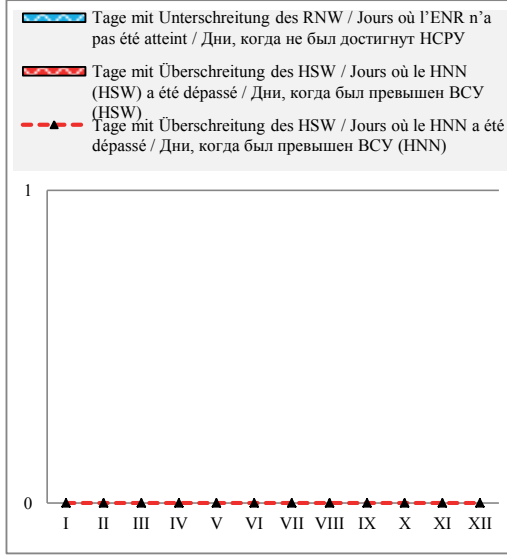 Tage mit Unterschreitung des RNW / Jours où l’ENR n’a
pas été atteint / Дни, когда не был достигнут НСРУ
Tage mit Überschreitung des HSW / Jours où le HNN
(HSW) a été dépassé / Дни, когда был превышен ВСУ
(HSW)
Tage mit Überschreitung des HSW / Jours où le HNN a été
dépassé / Дни, когда был превышен ВСУ (HNN)
1
0
I II III IV V VI VII VIII IX X XI XII